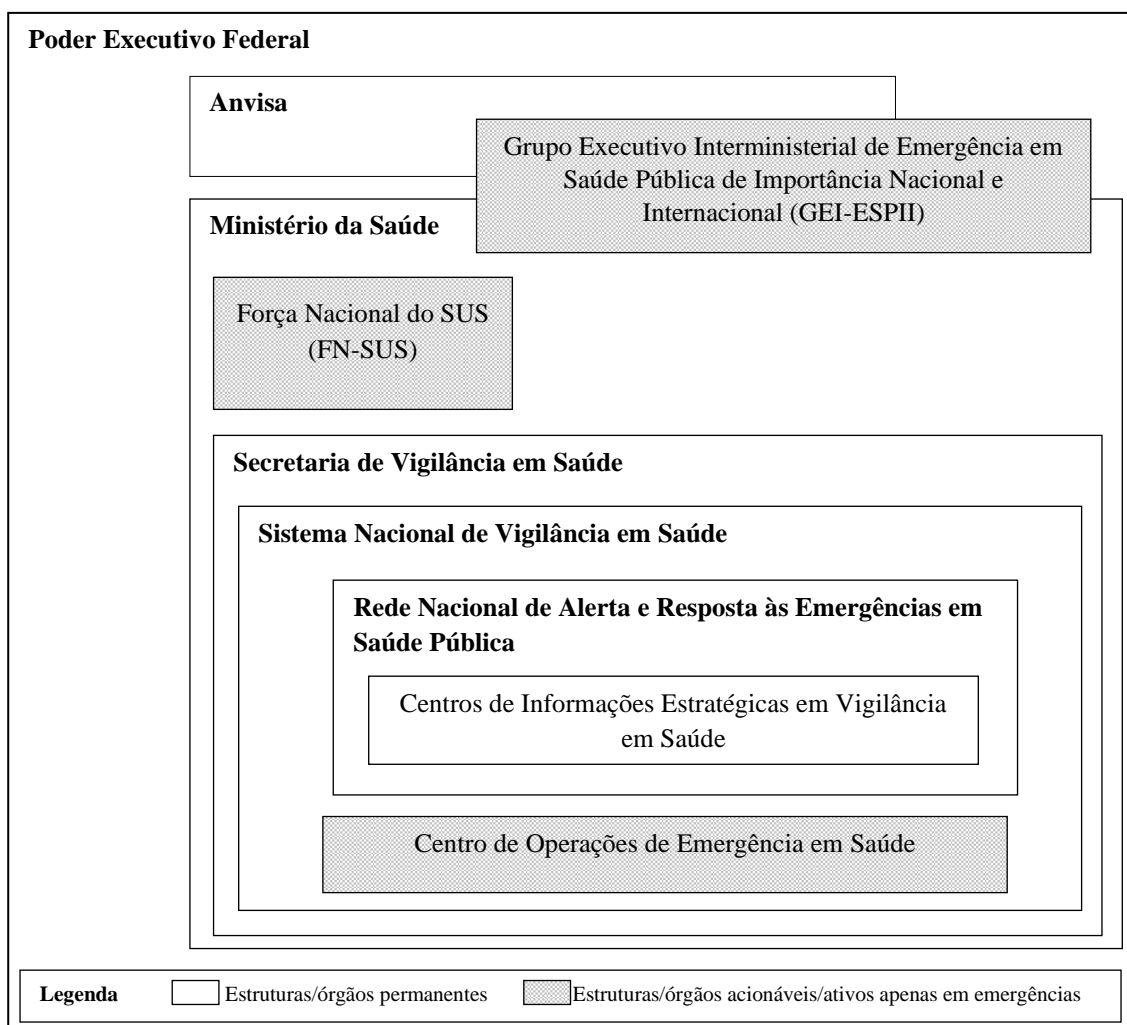 Poder Executivo Federal
Anvisa
Grupo Executivo Interministerial de Emergência em
Saúde Pública de Importância Nacional e
Internacional (GEI-ESPII)
Ministério da Saúde
Força Nacional do SUS
(FN-SUS)
Secretaria de Vigilância em Saúde
Sistema Nacional de Vigilância em Saúde
Rede Nacional de Alerta e Resposta às Emergências em
Saúde Pública
Centros de Informações Estratégicas em Vigilância
em Saúde
Centro de Operações de Emergência em Saúde
Legenda Estruturas/órgãos permanentes Estruturas/órgãos acionáveis/ativos apenas em emergências